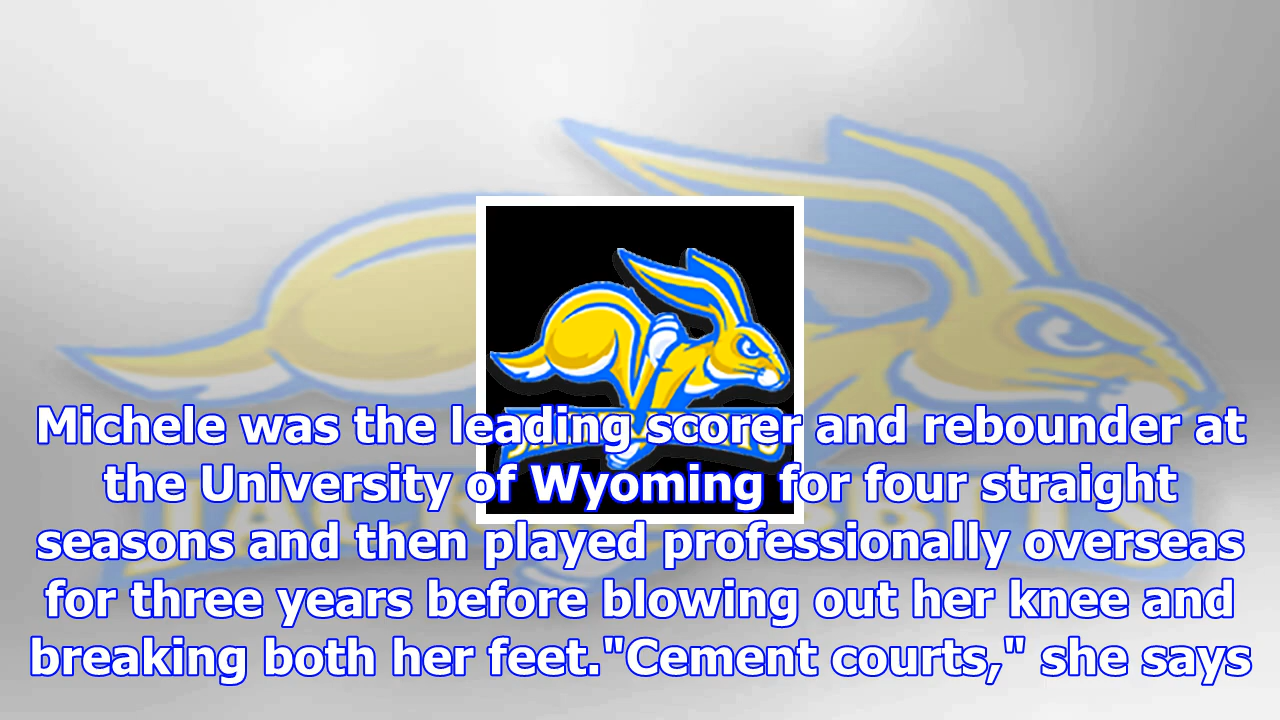 Michele was the leading scorer and rebounder at
the University of Wyoming for four straight
seasons and then played professionally overseas
for three years before blowing out her knee and
breaking both her feet."Cement courts," she says